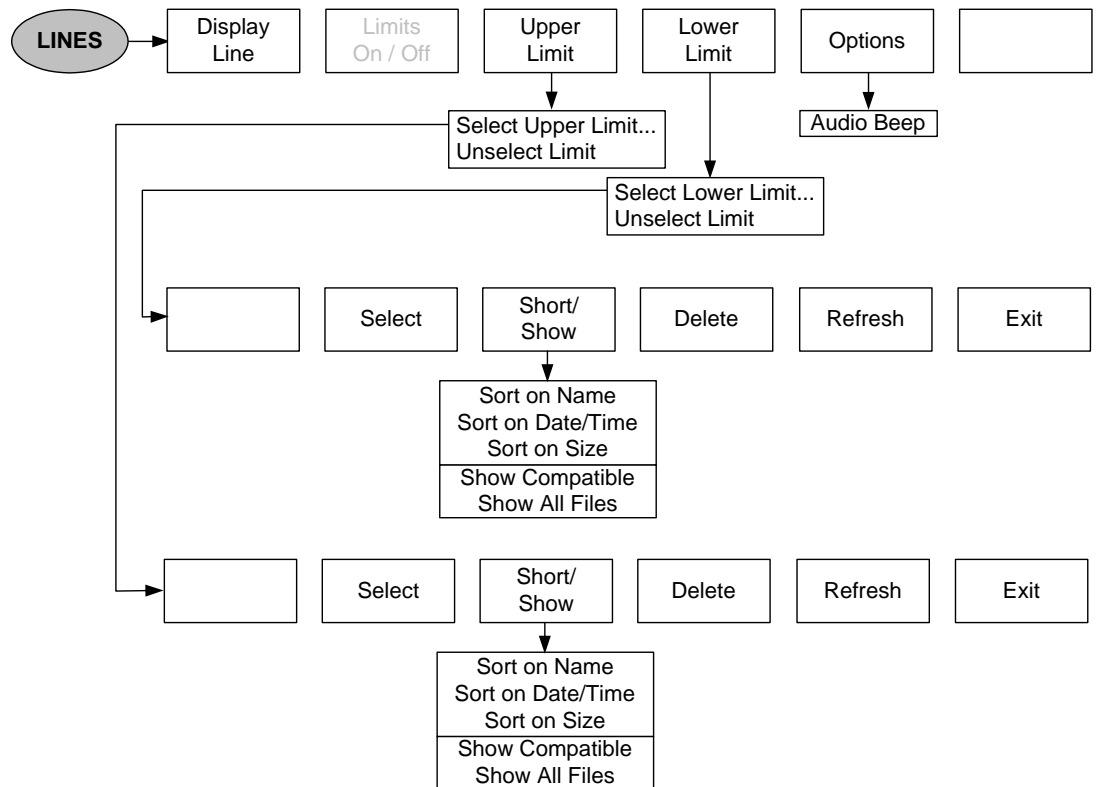 LINES
Display
Line
Limits
On / Off
Upper
Limit
Lower
Limit
Options
Select Upper Limit...
Unselect Limit
Audio Beep
Select Lower Limit...
Unselect Limit
Select
Short/
Show
Delete
Refresh
Exit
Sort on Name
Sort on Date/Time
Sort on Size
Show Compatible
Show All Files
Select
Short/
Show
Delete
Refresh
Exit
Sort on Name
Sort on Date/Time
Sort on Size
Show Compatible
Show All Files